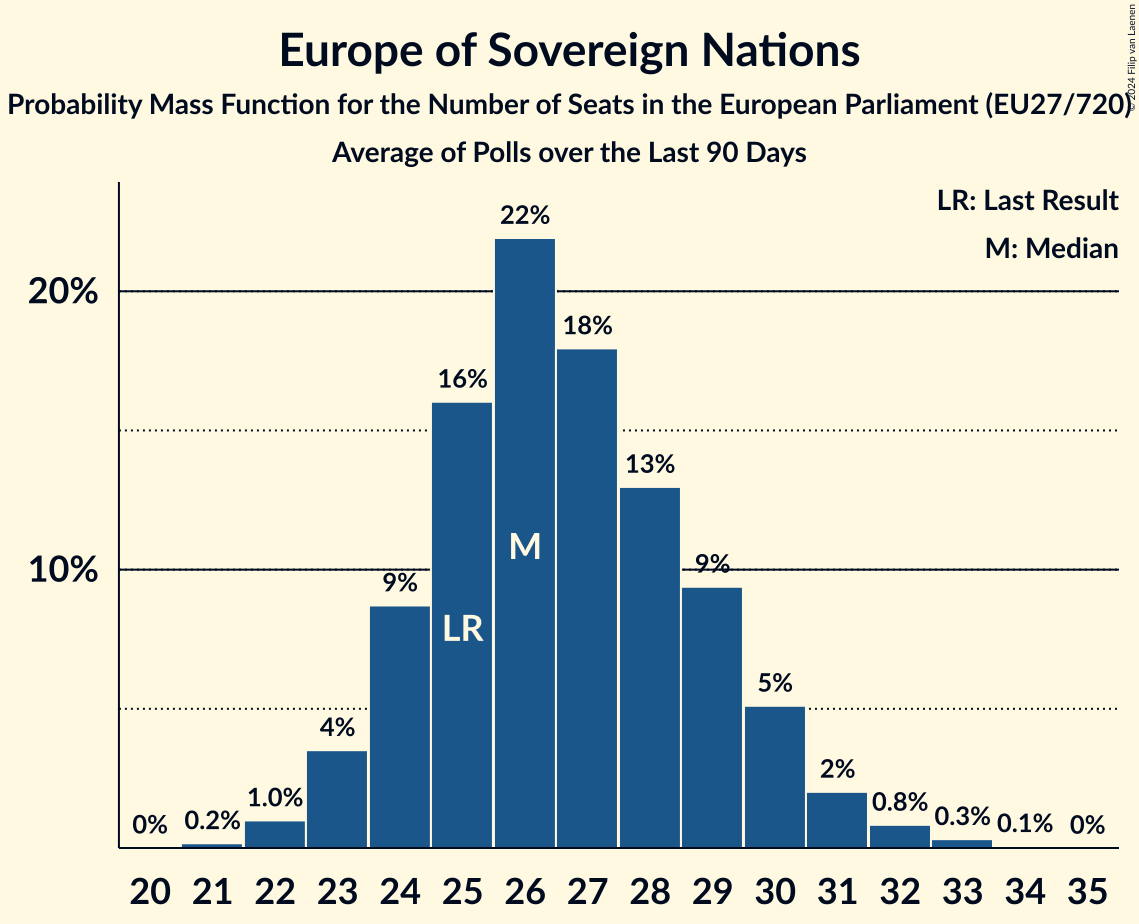 Europe of Sovereign Nations
Probability Mass Function for the Number of Seats in the European Parliament (EU27/720)
Average of Polls over the Last 90 Days
© 2024 Filip van Laenen
LR: Last Result
M: Median
20%
10%
0%
0.2%
1.0%
4%
9%
16%
22%
18%
13%
9%
5%
2%
0.8%
0.3%
0.1%
0%
LR
M
20 21 22 23 24 25 26 27 28 29 30 31 32 33 34 35